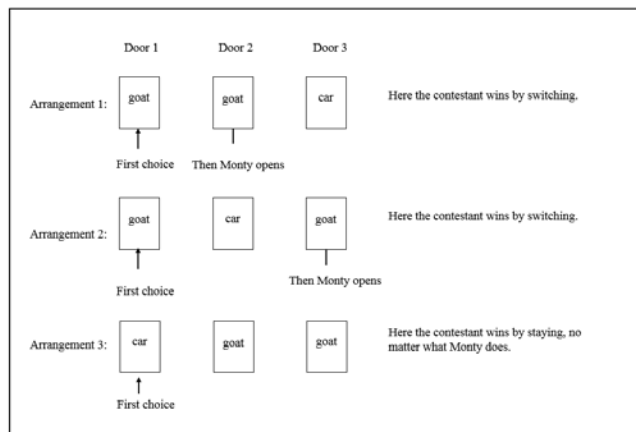 Door 1 Door 2 Door 3
Arrangement 1: goat goat car Here the contestant wins by switching.
First choice Then Monty opens
Arrangement 2: goat car goat Here the contestant wins by switching.
First choice Then Monty opens
Arrangement 3: car goat goat Here the contestant wins by staying, no
matter what Monty does.
First choice